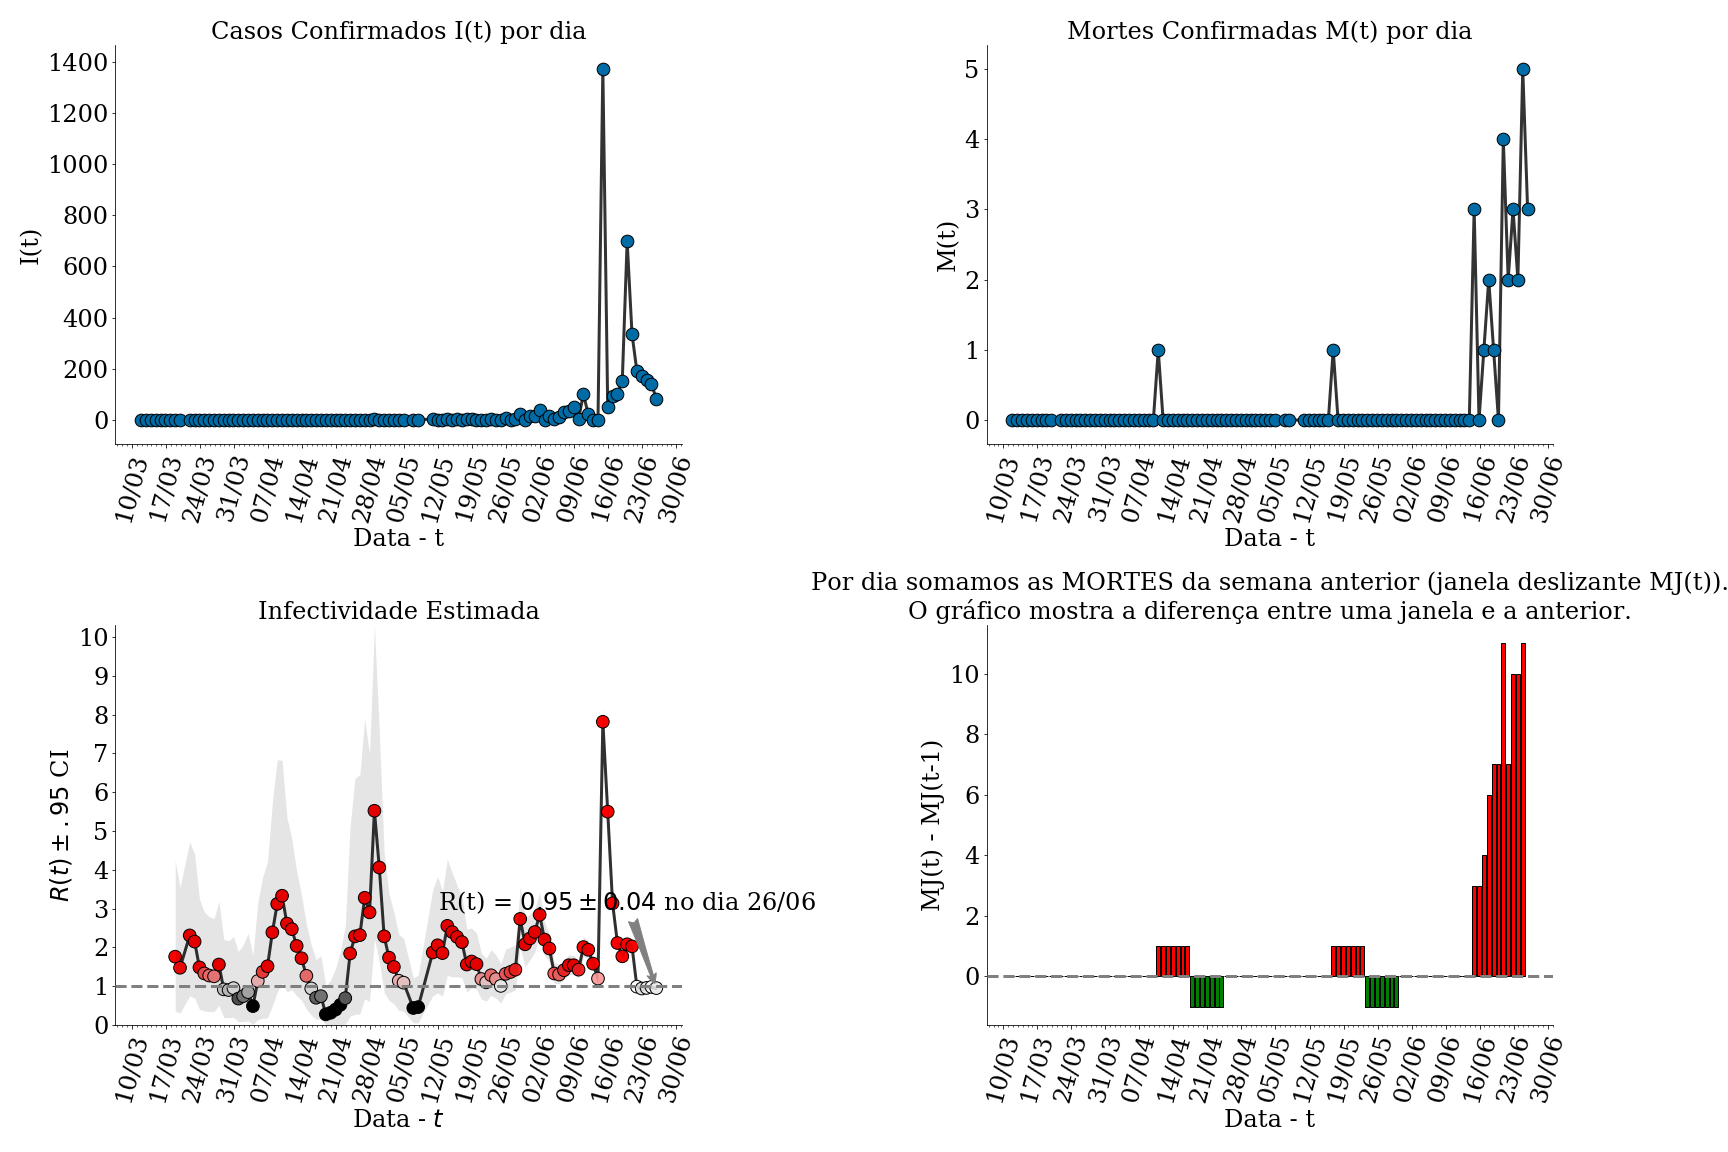 Casos Confirmados I(t) por dia
I(t)
1400
1200
1000
800
600
400
200
0
10/03 17/03 24/03 31/03 07/04 14/04 21/04 28/04 05/05 12/05 19/05 26/05 02/06 09/06 16/06 23/06 30/06
Data - t
Mortes Confirmadas M(t) por dia
M(t)
5
4
3
2
1
0
10/03 17/03 24/03 31/03 07/04 14/04 21/04 28/04 05/05 12/05 19/05 26/05 02/06 09/06 16/06 23/06 30/06
Data - t
Infectividade Estimada
R(t) ± .95 CI
10
9
8
7
6
5
4
3
2
1
0
R(t) = 0.95 ± 0.04 no dia 26/06
10/03 17/03 24/03 31/03 07/04 14/04 21/04 28/04 05/05 12/05 19/05 26/05 02/06 09/06 16/06 23/06 30/06
Data - t
Por dia somamos as MORTES da semana anterior (janela deslizante MJ(t)).
O gráfico mostra a diferença entre uma janela e a anterior.
MJ(t) - MJ(t-1)
10
8
6
4
2
0
10/03 17/03 24/03 31/03 07/04 14/04 21/04 28/04 05/05 12/05 19/05 26/05 02/06 09/06 16/06 23/06 30/06
Data - t